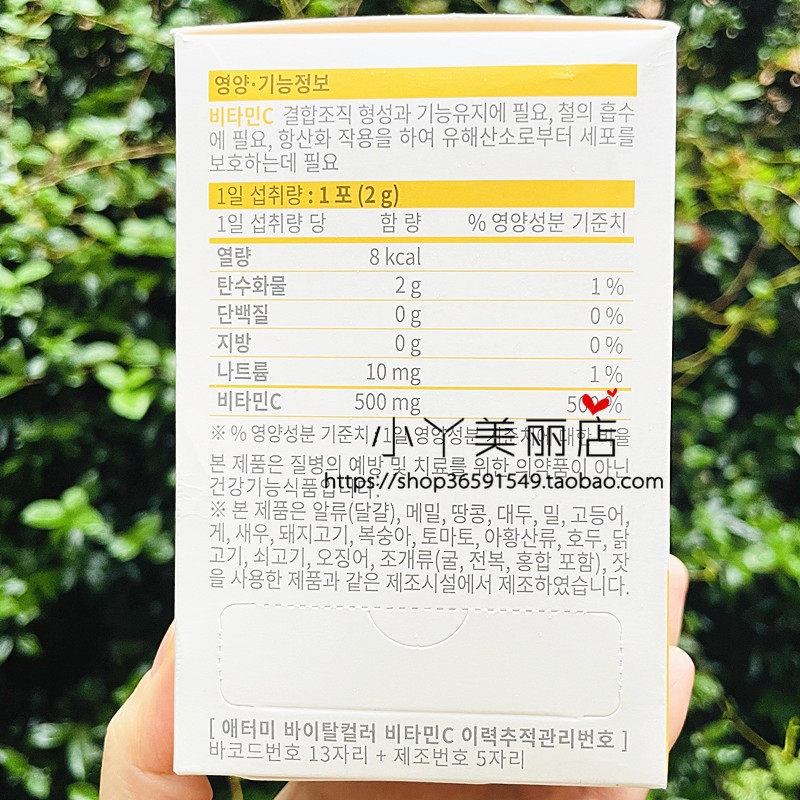 영양·기능정보
비타민C 결합조직 형성과 기능유지에 필요, 철의 흡수
에 필요, 항산화 작용을 하여 유해산소로부터 세포를
보호하는데 필요
1일 섭취량 : 1 포 (2 g)
1일 섭취량 당 함 량 % 영양성분 기준치
열량 8 kcal
탄수화물 2 g 1 %
단백질 0 g 0 %
지방 0 g 0 %
나트륨 10 mg 1 %
비타민C 500 mg %
※ % 영양성분 기준치 1일 영양성분
小丫美丽店
본 제품은 질병의 예방 및 치료를 위한 의약품이 아닌
https://shop36591549.taobao.com
건강기능식품입니다.
※ 본 제품은 알류(달걀), 메밀, 땅콩, 대두, 밀, 고등어,
게, 새우, 돼지고기, 복숭아, 토마토, 아황산류, 호두, 닭
고기, 쇠고기, 오징어, 조개류(굴, 전복, 홍합 포함), 잣
을 사용한 제품과 같은 제조시설에서 제조하였습니다.
[ 애터미 바이탈컬러 비타민C 이력추적관리번호 ]
바코드번호 13자리 + 제조번호 5자리